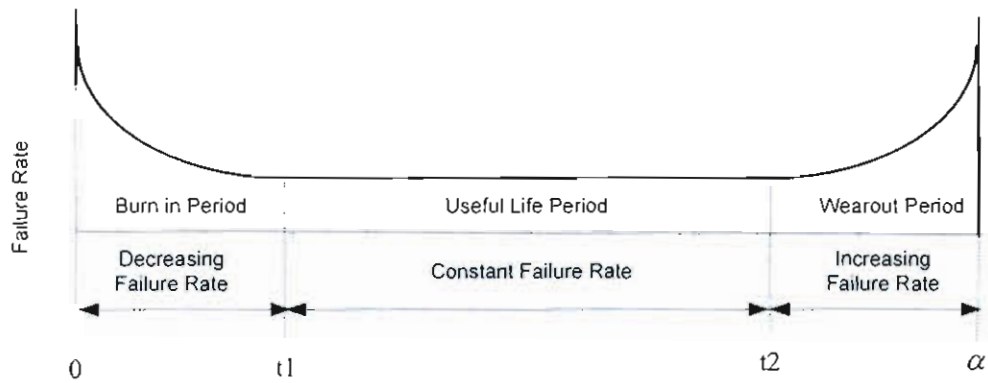 Failure Rate
Burn in Period
Useful Life Period
Wearout Period
Decreasing
Failure Rate
Constant Failure Rate
Increasing
Failure Rate
0
t1
t2
α